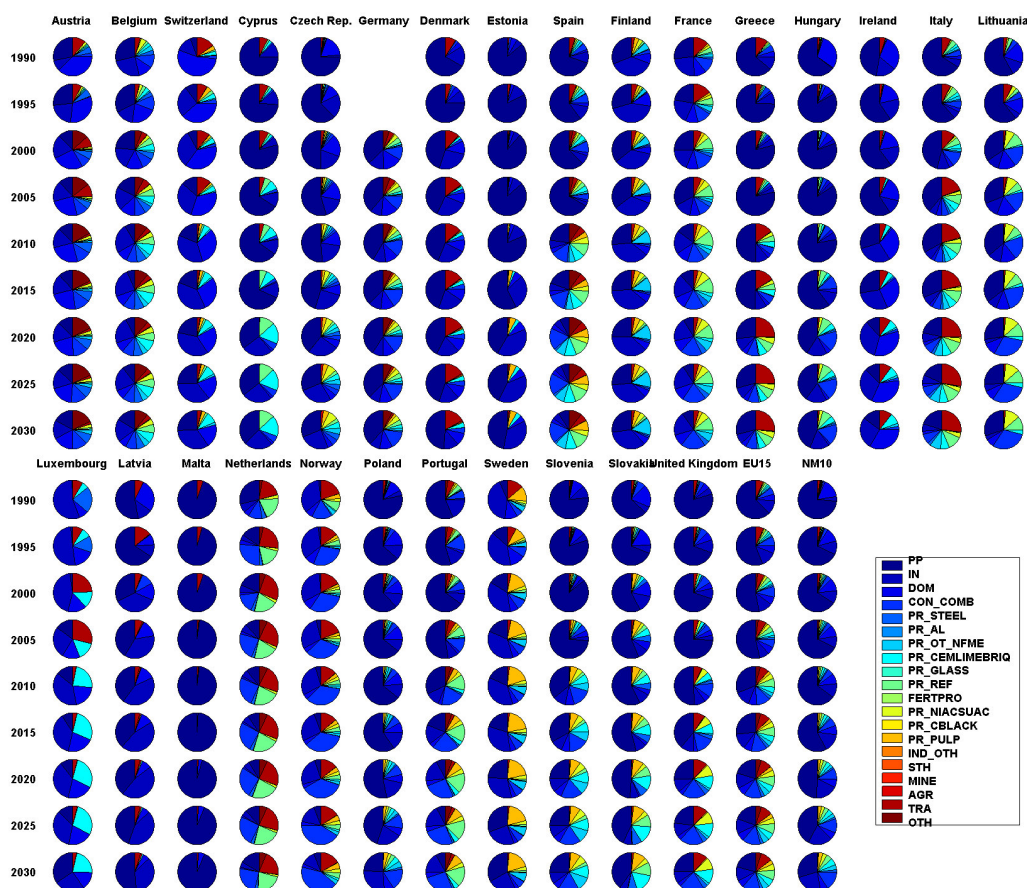 Austria Belgium Switzerland Cyprus Czech Rep. Germany Denmark Estonia Spain Finland France Greece Hungary Ireland Italy Lithuania
1990
1995
2000
2005
2010
2015
2020
2025
2030
Luxembourg Latvia Malta Netherlands Norway Poland Portugal Sweden Slovenia Slovakia United Kingdom EU15 NM10
1990
1995
2000
2005
2010
2015
2020
2025
2030
PP
IN
DOM
CON_COMB
PR_STEEL
PR_AL
PR_OT_NFME
PR_CEMLIMEBRIQ
PR_GLASS
PR_REF
FERTPRO
PR_NIACSUAC
PR_CBLACK
PR_PULP
IND_OTH
STH
MINE
AGR
TRA
OTH